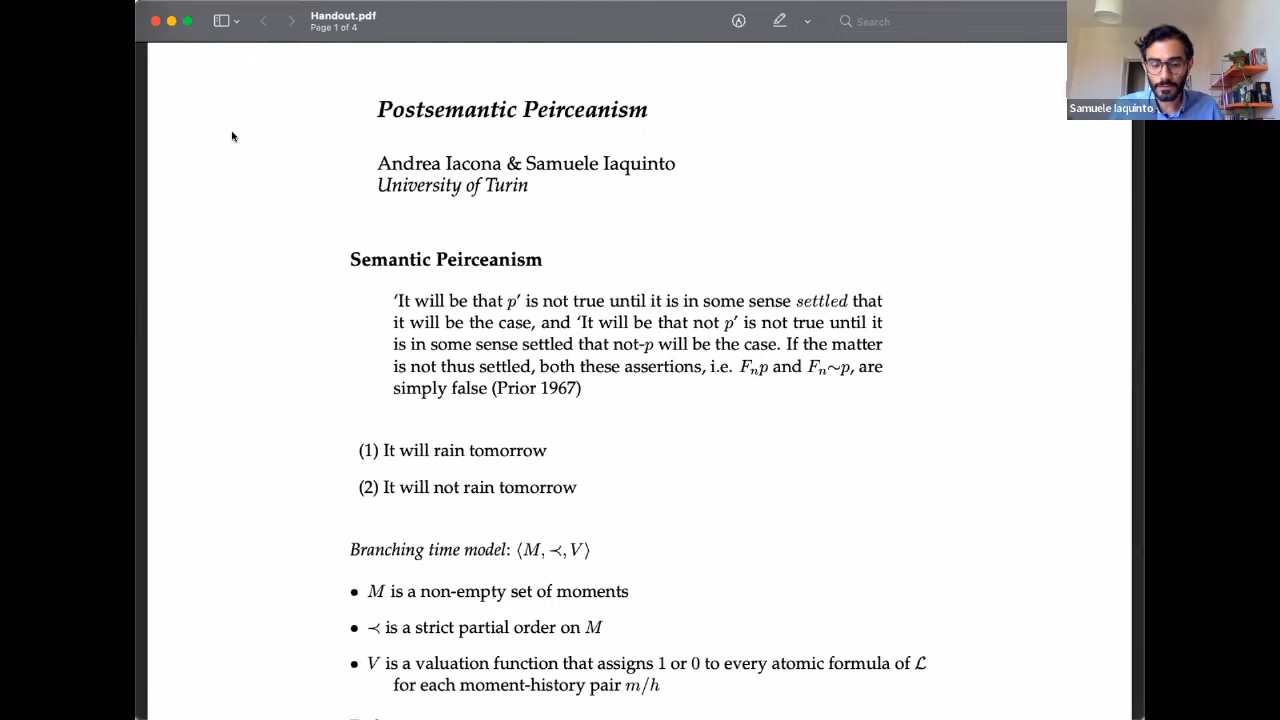 Handout.pdf
Page 1 of 4
Search
Samuele Iaquinto
Postsemantic Peirceanism
Andrea Iacona & Samuele Iaquinto
University of Turin
Semantic Peirceanism
‘It will be that p’ is not true until it is in some sense settled that
it will be the case, and ‘It will be that not p’ is not true until it
is in some sense settled that not-p will be the case. If the matter
is not thus settled, both these assertions, i.e. Fₙp and Fₙ∼p, are
simply false (Prior 1967)
(1) It will rain tomorrow
(2) It will not rain tomorrow
Branching time model: ⟨M, ≺, V⟩
• M is a non-empty set of moments
• ≺ is a strict partial order on M
• V is a valuation function that assigns 1 or 0 to every atomic formula of ℒ
for each moment-history pair m/h